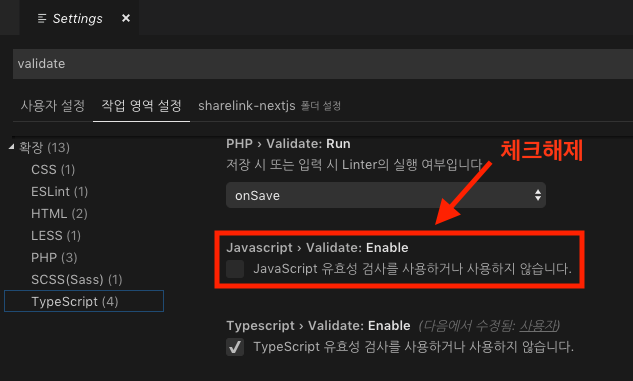 Settings ×
validate
사용자 설정 작업 영역 설정 sharelink-nextjs 폴더 설정
확장 (13)
CSS (1)
ESLint (1)
HTML (2)
LESS (1)
PHP (3)
SCSS(Sass) (1)
TypeScript (4)
PHP › Validate: Run
저장 시 또는 입력 시 Linter의 실행 여부입니다.
onSave
체크해제
Javascript › Validate: Enable
JavaScript 유효성 검사를 사용하거나 사용하지 않습니다.
Typescript › Validate: Enable (다음에서 수정됨: 사용자)
TypeScript 유효성 검사를 사용하거나 사용하지 않습니다.